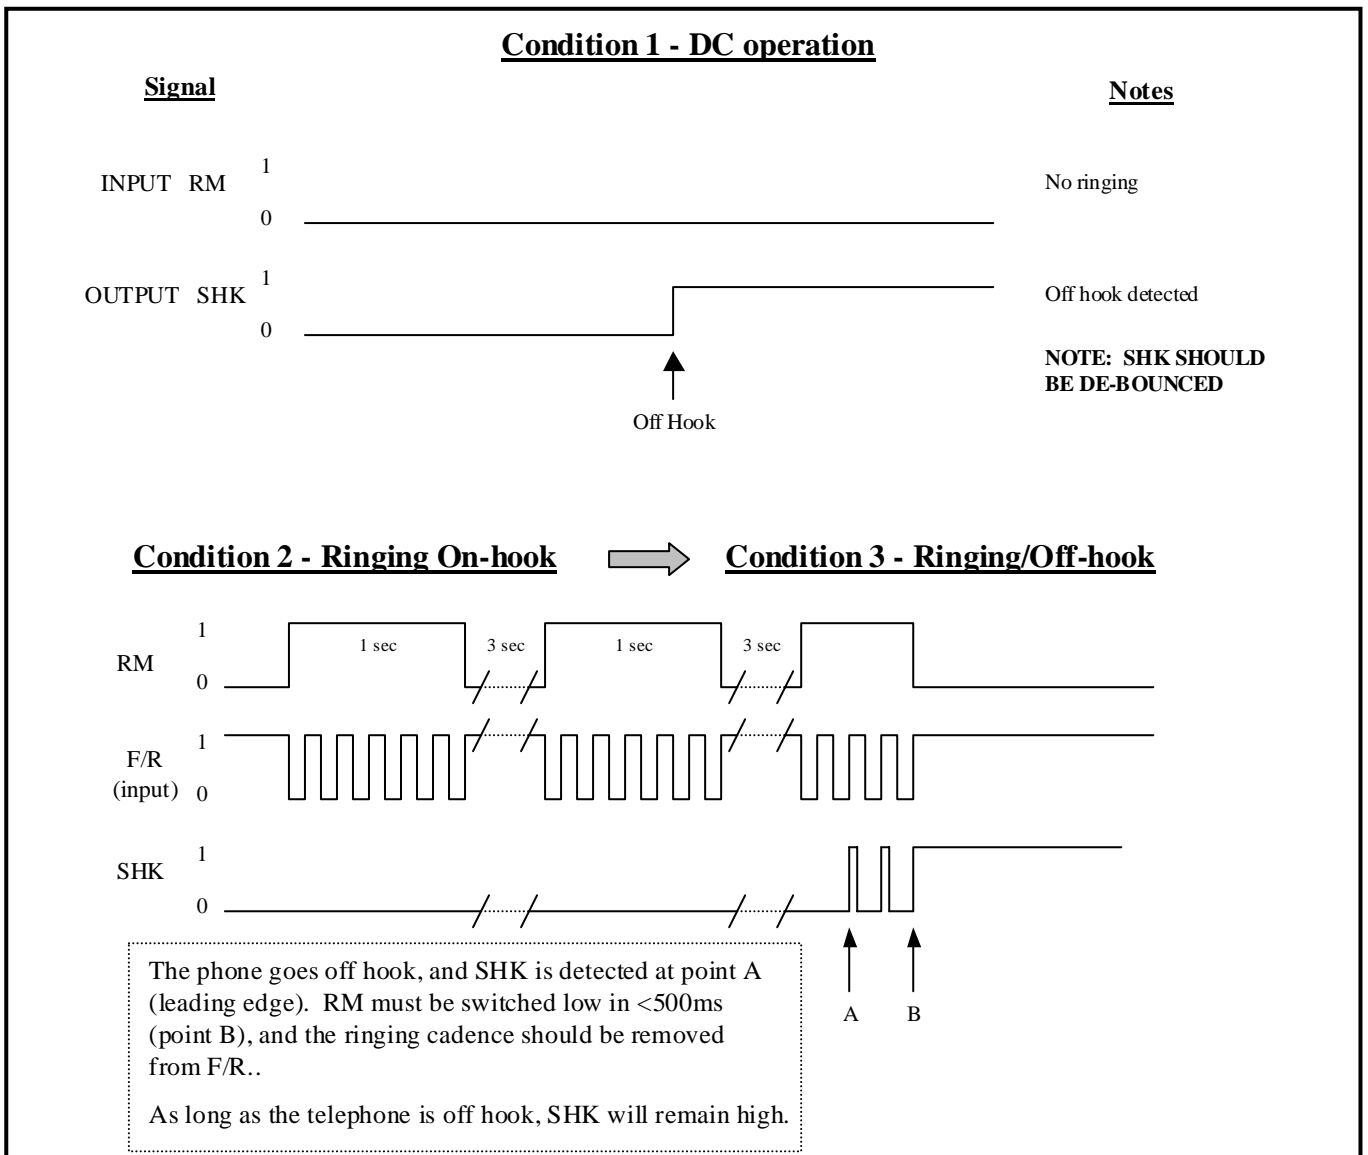 Condition 1 - DC operation
Signal
Notes
INPUT RM
1
0
No ringing
OUTPUT SHK
1
0
Off hook detected
NOTE: SHK SHOULD
BE DE-BOUNCED
Off Hook
Condition 2 - Ringing On-hook
Condition 3 - Ringing/Off-hook
RM
1
0
1 sec
3 sec
1 sec
3 sec
F/R
(input)
1
0
SHK
1
0
A
B
The phone goes off hook, and SHK is detected at point A
(leading edge). RM must be switched low in <500ms
(point B), and the ringing cadence should be removed
from F/R..
As long as the telephone is off hook, SHK will remain high.